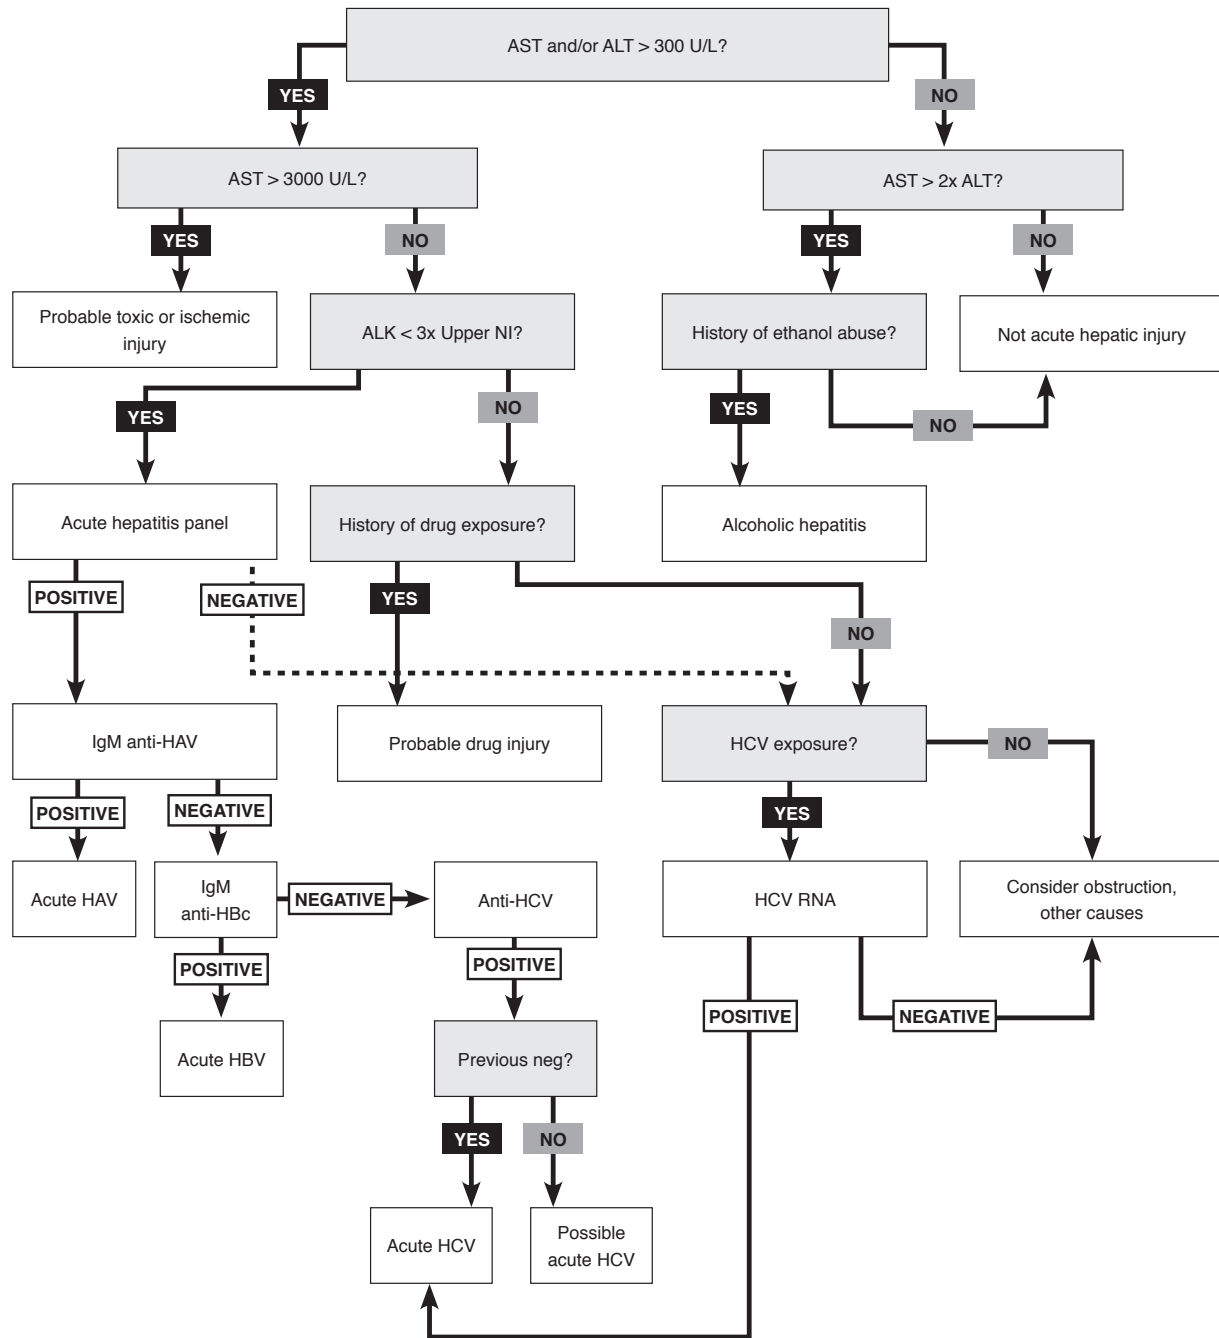 AST and/or ALT > 300 U/L?
YES
NO
AST > 3000 U/L?
AST > 2x ALT?
YES
NO
YES
NO
Probable toxic or ischemic
injury
ALK < 3x Upper NI?
History of ethanol abuse?
Not acute hepatic injury
YES
NO
YES
NO
Acute hepatitis panel
History of drug exposure?
Alcoholic hepatitis
POSITIVE
NEGATIVE
YES
NO
IgM anti-HAV
Probable drug injury
HCV exposure?
NO
POSITIVE
NEGATIVE
YES
Acute HAV
IgM
anti-HBc
NEGATIVE
Anti-HCV
HCV RNA
Consider obstruction,
other causes
POSITIVE
POSITIVE
POSITIVE
NEGATIVE
Acute HBV
Previous neg?
YES
NO
Acute HCV
Possible
acute HCV